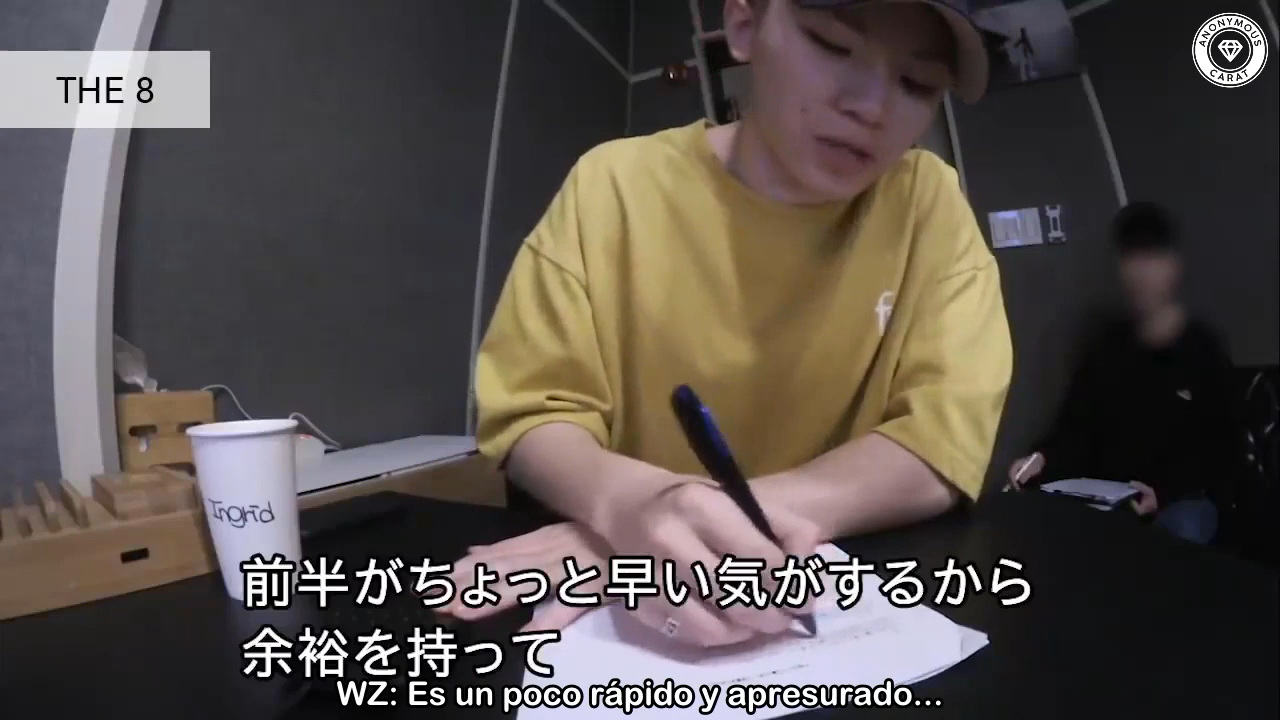 THE 8
ANONYMOUS
CARAT
Ingrid
前半がちょっと早い気がするから
余裕を持って
WZ: Es un poco rápido y apresurado...